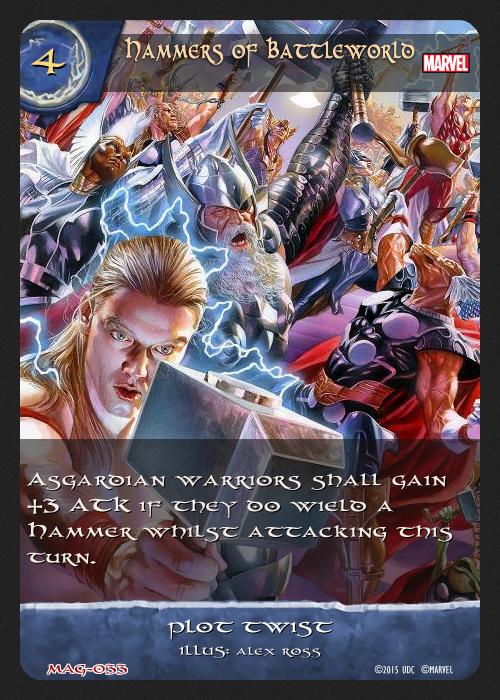 4
Hammers of Battleworld
MARVEL
Asgardian warriors shall gain
+3 ATK if they do wield a
hammer whilst attacking this
turn.
Plot Twist
Illus: Alex Ross
MAG-033
©2015 UDC ©MARVEL